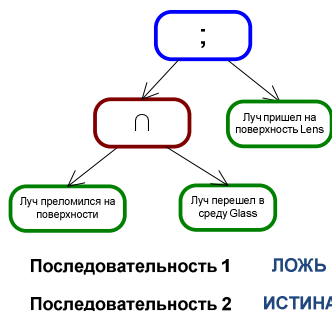 ;
∩
Луч пришел на
поверхность Lens
Луч преломился на
поверхности
Луч перешел в
среду Glass
Последовательность 1 ЛОЖЬ
Последовательность 2 ИСТИНА